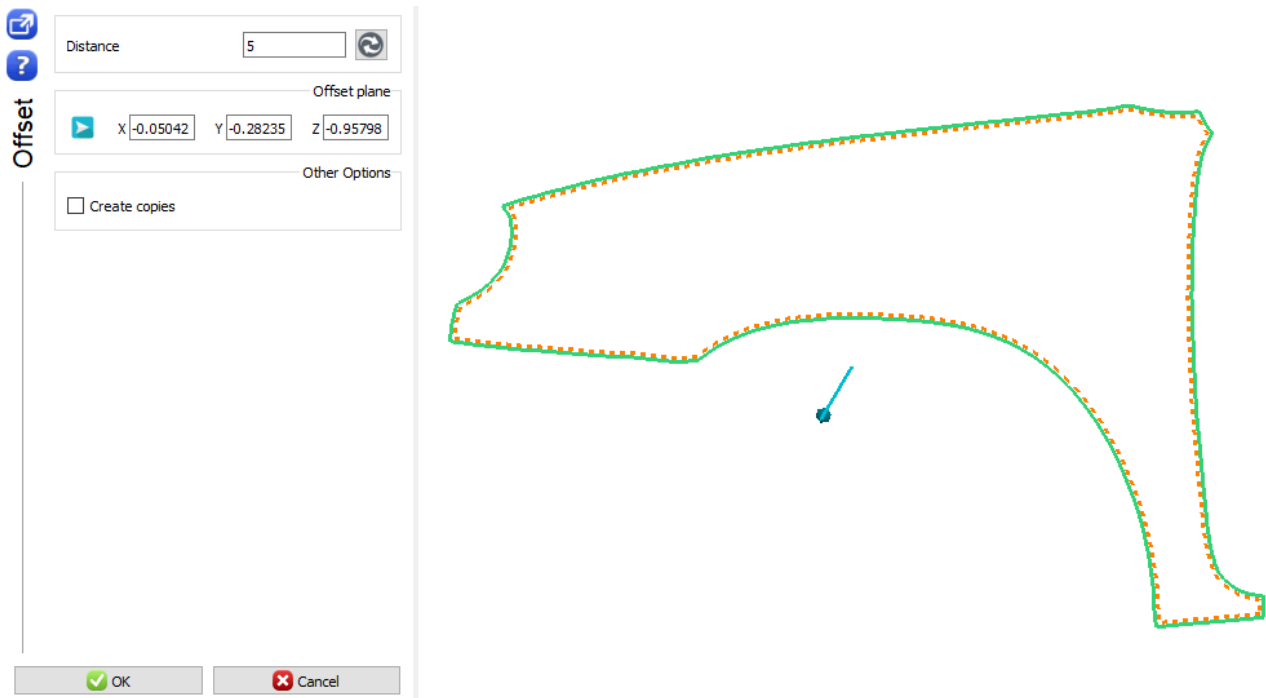 ?
Offset
Distance 5
Offset plane
X -0.05042 Y -0.28235 Z -0.95798
Other Options
Create copies
OK Cancel